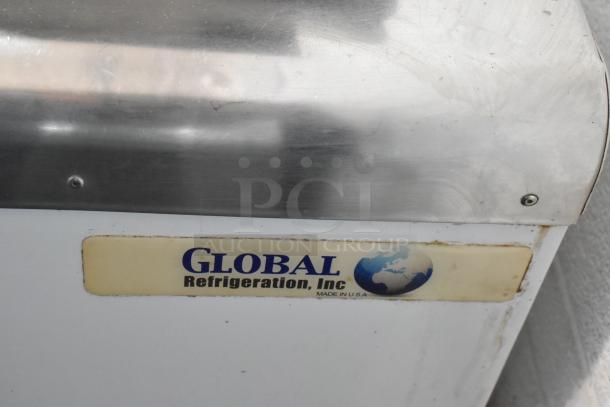 PCI
AUCTION GROUP
GLOBAL
Refrigeration, Inc
MADE IN U.S.A